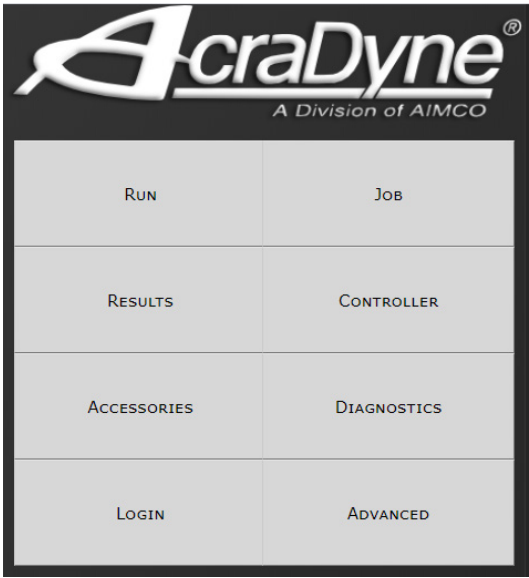 AcraDyne®
A Division of AIMCO
Run Job
Results Controller
Accessories Diagnostics
Login Advanced